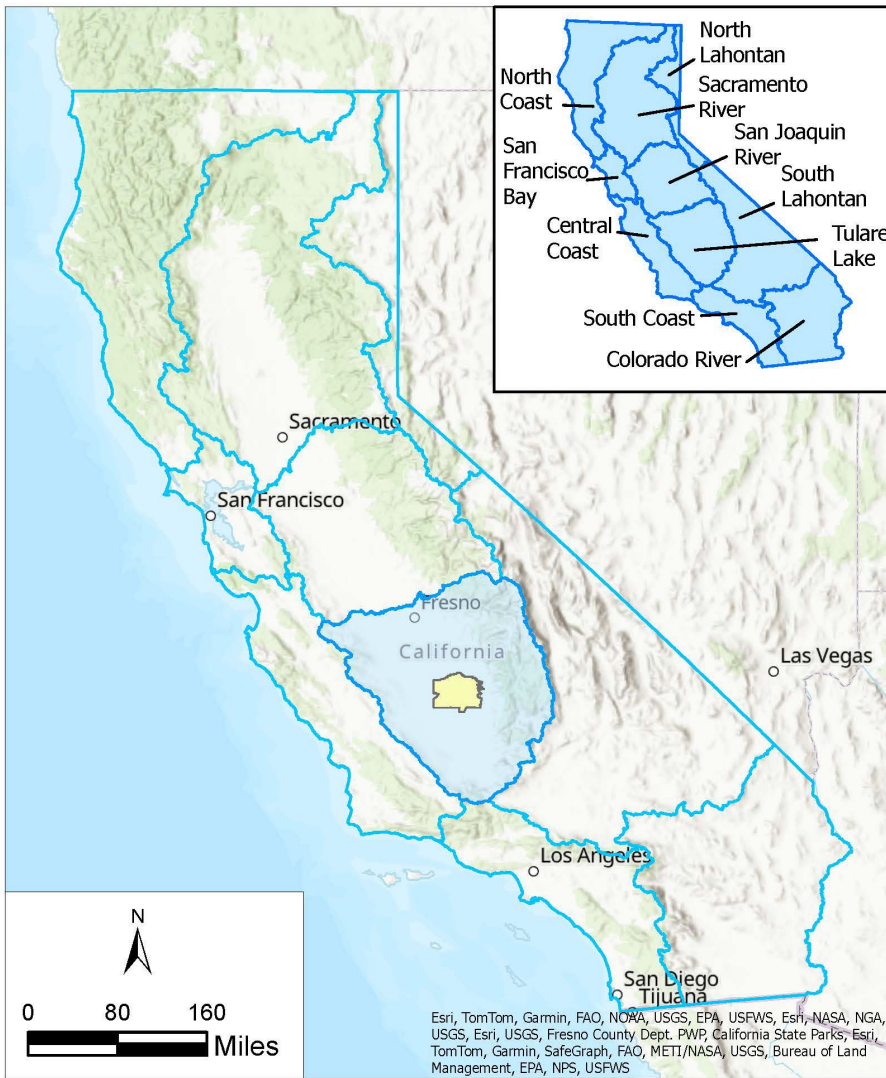 North
Lahontan
North
Coast
Sacramento
River
San Joaquin
River
San
Francisco
Bay
South
Lahontan
Central
Coast
Tulare
Lake
South Coast
Colorado River
Sacramento
San Francisco
Fresno
California
Las Vegas
Los Angeles
San Diego
Tijuana
N
0 80 160
Miles
Esri, TomTom, Garmin, FAO, NOAA, USGS, EPA, USFWS, Esri, NASA, NGA,
USGS, Esri, USGS, Fresno County Dept. PWP, California State Parks, Esri,
TomTom, Garmin, SafeGraph, FAO, METI/NASA, USGS, Bureau of Land
Management, EPA, NPS, USFWS